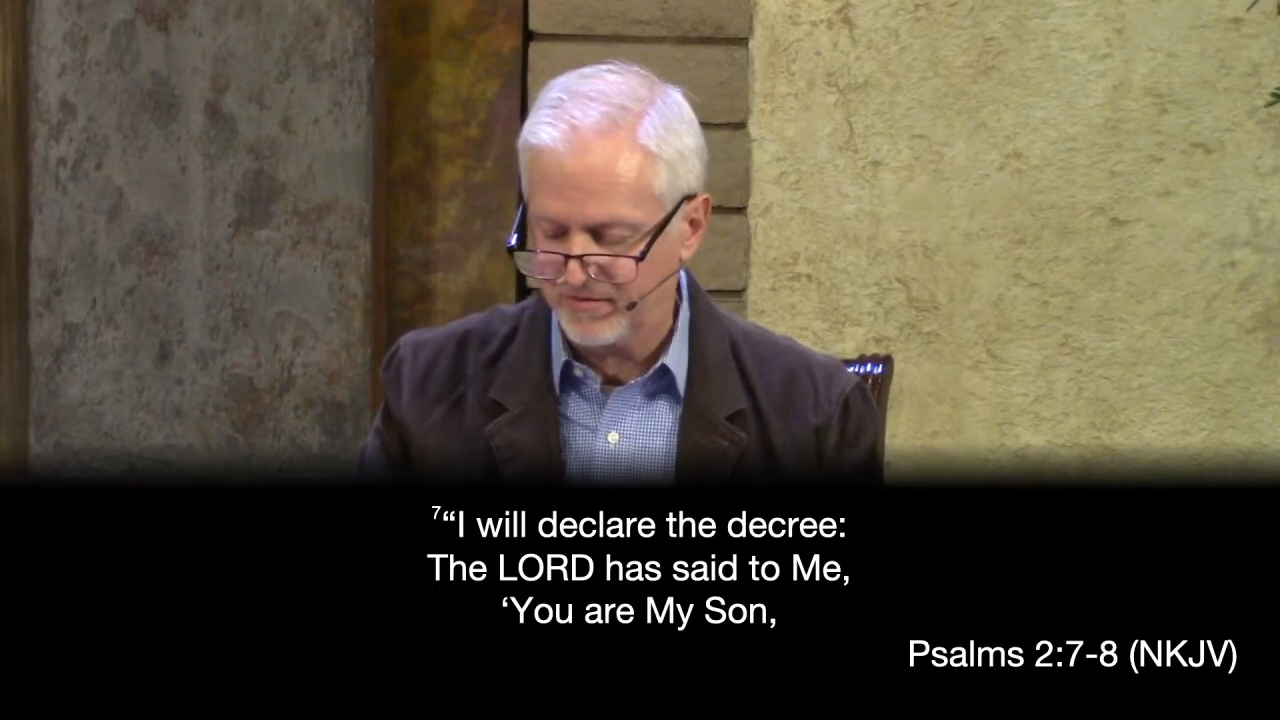 ⁷“I will declare the decree:
The LORD has said to Me,
‘You are My Son,
Psalms 2:7-8 (NKJV)